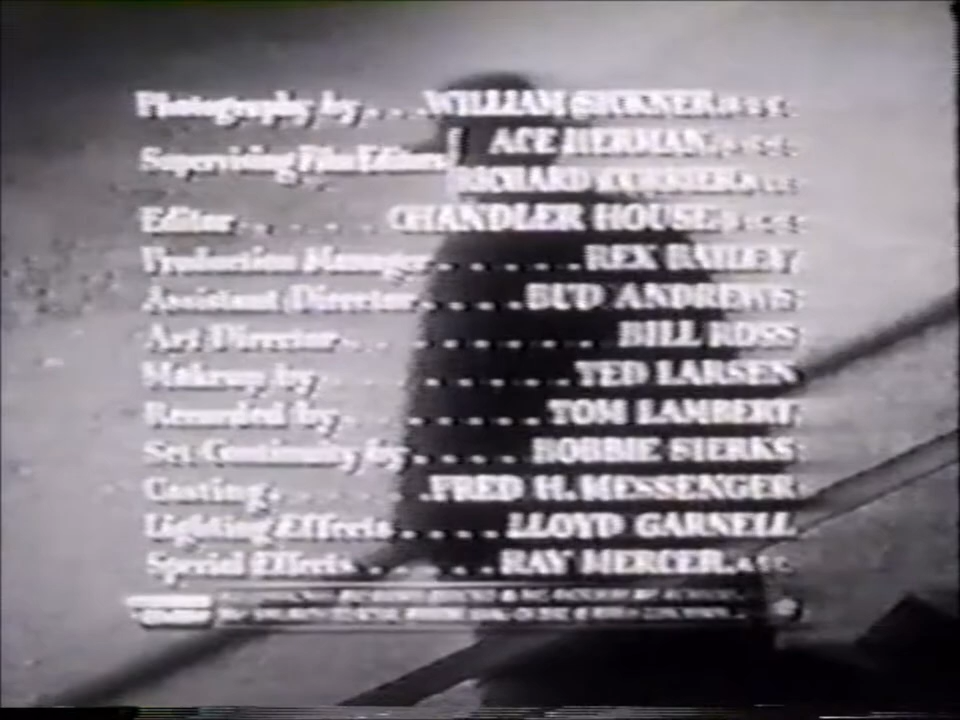 Photography by . . . WILLIAM SICKNER A.S.C.
ACE HERMAN A.C.E.
Supervising Film Editors
RICHARD CURRIER A.C.E.
Editor . . . . . . CHANDLER HOUSE A.C.E.
Production Manager . . . . . . REX BAILEY
Assistant Director . . . . . BUD ANDREWS
Art Director . . . . . . . . . BILL ROSS
Makeup by . . . . . . . . . TED LARSEN
Recorded by . . . . . . . . TOM LAMBERT
Set Continuity by . . . . . BOBBIE SIERKS
Casting . . . . . . . FRED H. MESSENGER
Lighting Effects . . . . . LLOYD GARNELL
Special Effects . . . . . . RAY MERCER, A.S.C.